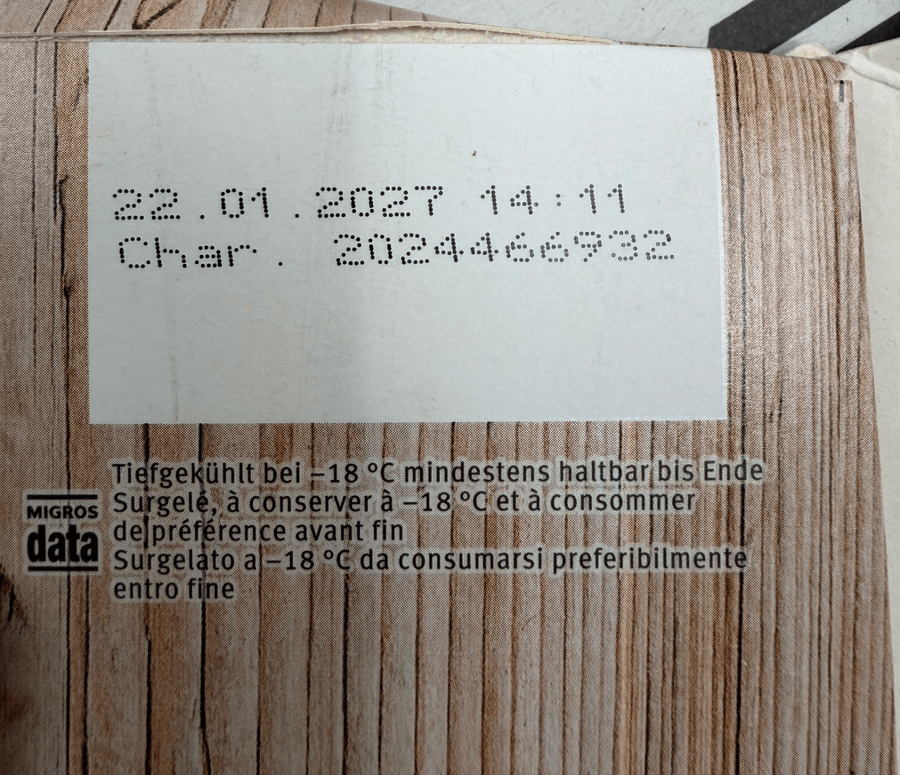 22.01.2027 14:11
Char. 2024466932
Tiefgekühlt bei –18 °C mindestens haltbar bis Ende
Surgelé, à conserver à –18 °C et à consommer
de préférence avant fin
Surgelato a –18 °C da consumarsi preferibilmente
entro fine
MIGROS
data